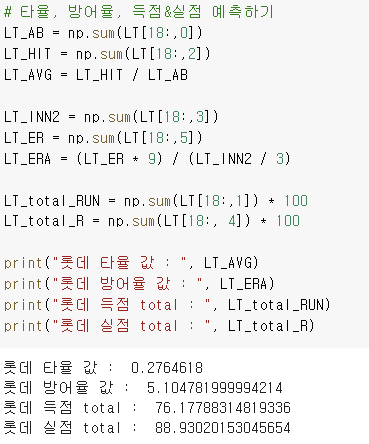 # 타율, 방어율, 득점&실점 예측하기
LT_AB = np.sum(LT[18:,0])
LT_HIT = np.sum(LT[18:,2])
LT_AVG = LT_HIT / LT_AB
LT_INN2 = np.sum(LT[18:,3])
LT_ER = np.sum(LT[18:,5])
LT_ERA = (LT_ER * 9) / (LT_INN2 / 3)
LT_total_RUN = np.sum(LT[18:,1]) * 100
LT_total_R = np.sum(LT[18:, 4]) * 100
print("롯데 타율 값 : ", LT_AVG)
print("롯데 방어율 값 : ", LT_ERA)
print("롯데 득점 total : ", LT_total_RUN)
print("롯데 실점 total : ", LT_total_R)
롯데 타율 값 :  0.2764618
롯데 방어율 값 :  5.104781999994214
롯데 득점 total :  76.17788314819336
롯데 실점 total :  88.93020153045654